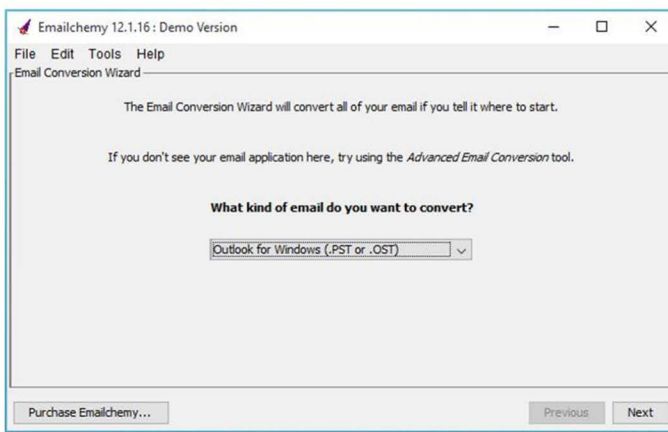 Emailchemy 12.1.16 : Demo Version
File Edit Tools Help
Email Conversion Wizard
The Email Conversion Wizard will convert all of your email if you tell it where to start.
If you don't see your email application here, try using the Advanced Email Conversion tool.
What kind of email do you want to convert?
Outlook for Windows (.PST or .OST)
Purchase Emailchemy... Previous Next